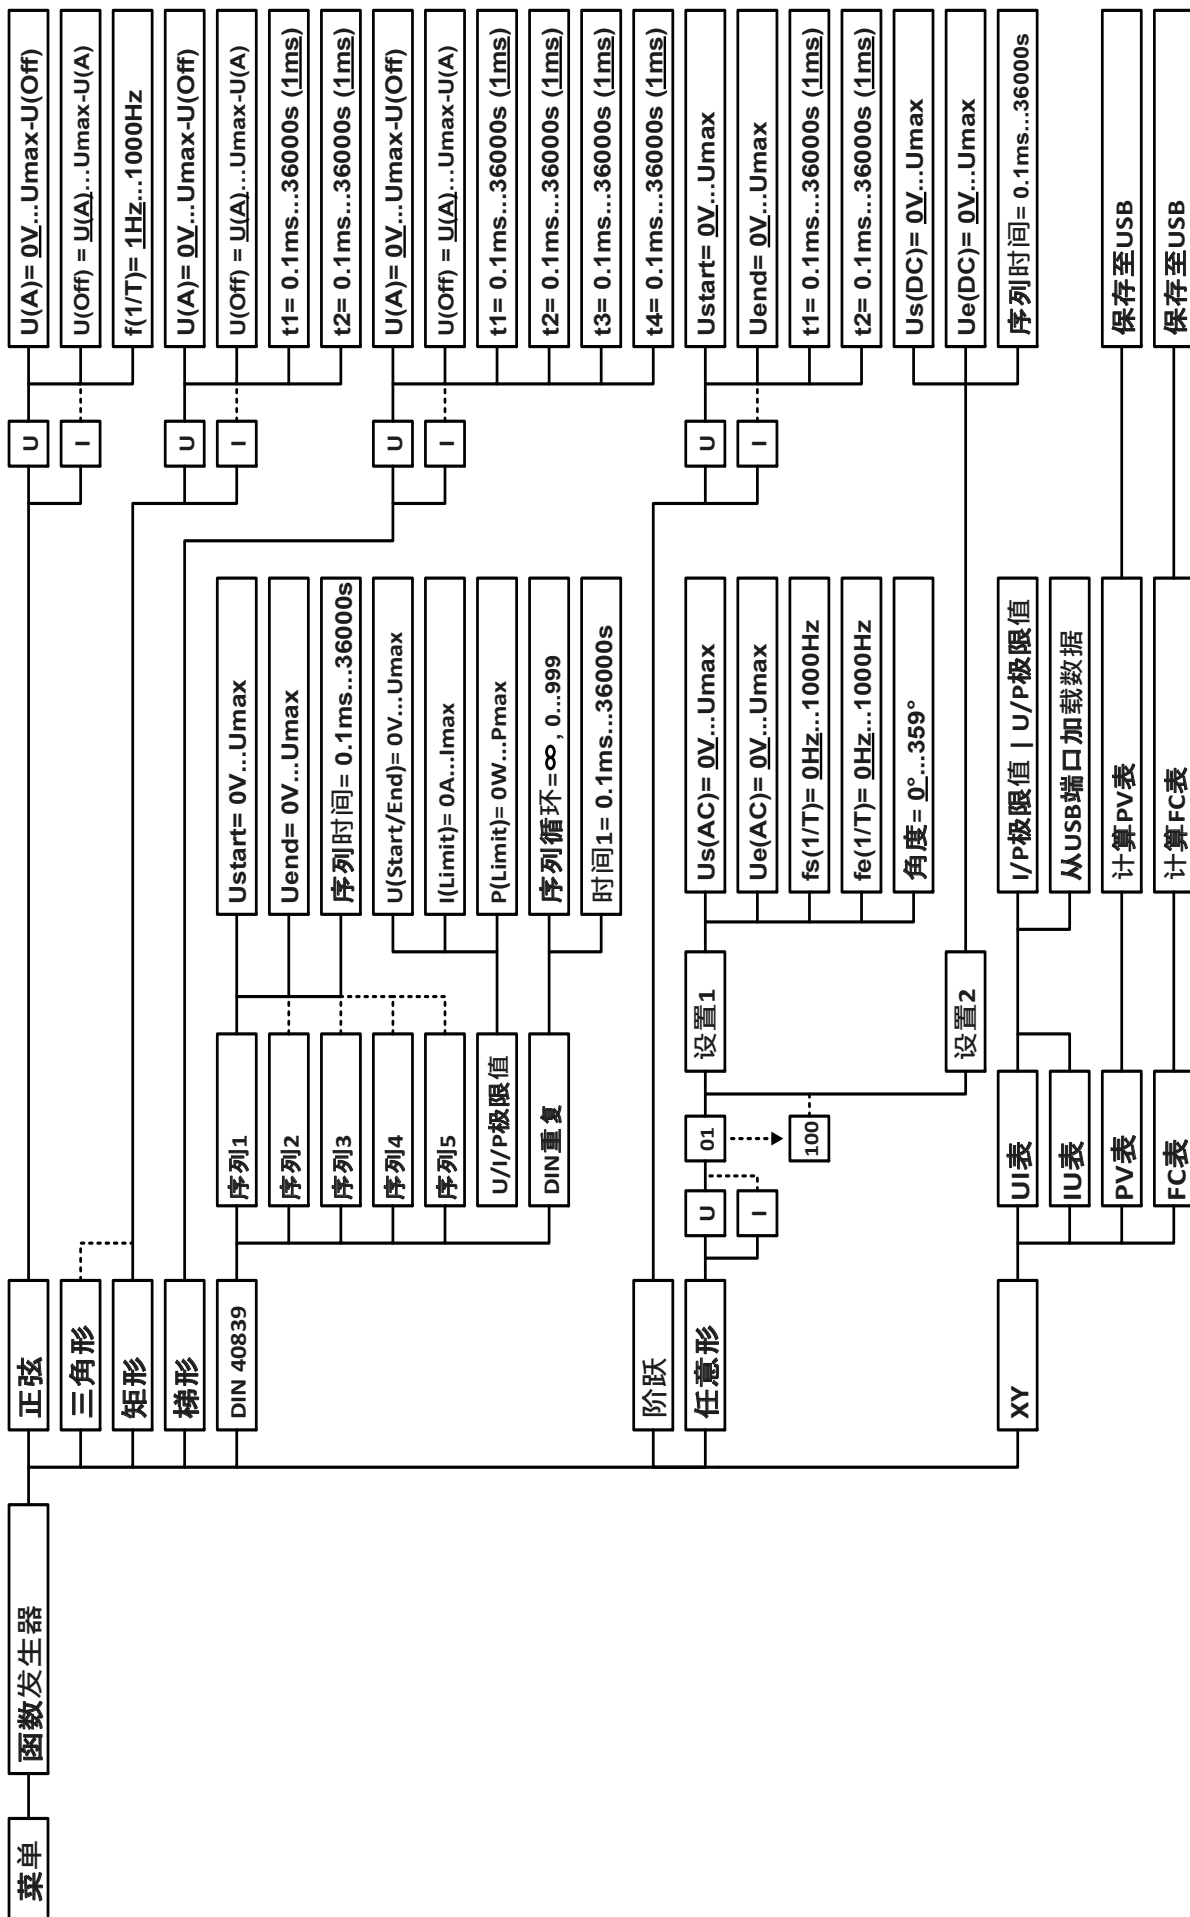 菜单
函数发生器
正弦
三角形
矩形
梯形
DIN 40839
阶跃
任意形
XY
序列1
序列2
序列3
序列4
序列5
U/I/P极限值
DIN重复
U
I
01
100
UI表
IU表
PV表
FC表
设置1
设置2
Ustart= 0V...Umax
Uend= 0V...Umax
序列时间= 0.1ms...36000s
U(Start/End)= 0V...Umax
I(Limit)= 0A...Imax
P(Limit)= 0W...Pmax
序列循环=∞, 0...999
时间1= 0.1ms...36000s
Us(AC)= 0V...Umax
Ue(AC)= 0V...Umax
fs(1/T)= 0Hz...1000Hz
fe(1/T)= 0Hz...1000Hz
角度= 0°...359°
I/P极限值 | U/P极限值
从USB端口加载数据
计算PV表
计算FC表
U
I
U
I
U
I
U
I
U(A)= 0V...Umax-U(Off)
U(Off) = U(A)...Umax-U(A)
f(1/T)= 1Hz...1000Hz
U(A)= 0V...Umax-U(Off)
U(Off) = U(A)...Umax-U(A)
t1= 0.1ms...36000s (1ms)
t2= 0.1ms...36000s (1ms)
U(A)= 0V...Umax-U(Off)
U(Off) = U(A)...Umax-U(A)
t1= 0.1ms...36000s (1ms)
t2= 0.1ms...36000s (1ms)
t3= 0.1ms...36000s (1ms)
t4= 0.1ms...36000s (1ms)
Ustart= 0V...Umax
Uend= 0V...Umax
t1= 0.1ms...36000s (1ms)
t2= 0.1ms...36000s (1ms)
Us(DC)= 0V...Umax
Ue(DC)= 0V...Umax
序列时间= 0.1ms...36000s
保存至USB
保存至USB